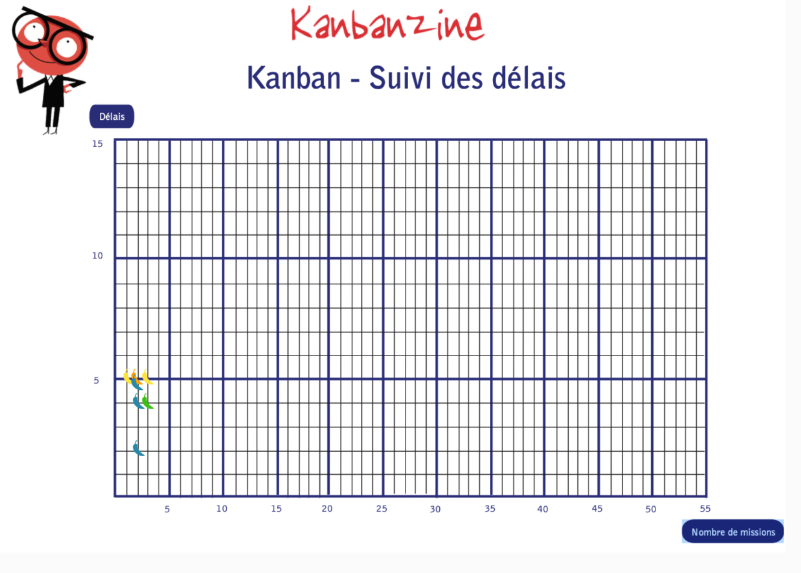 Kanbanzine
Kanban - Suivi des délais
Délais
15
10
5
5 10 15 20 25 30 35 40 45 50 55
Nombre de missions